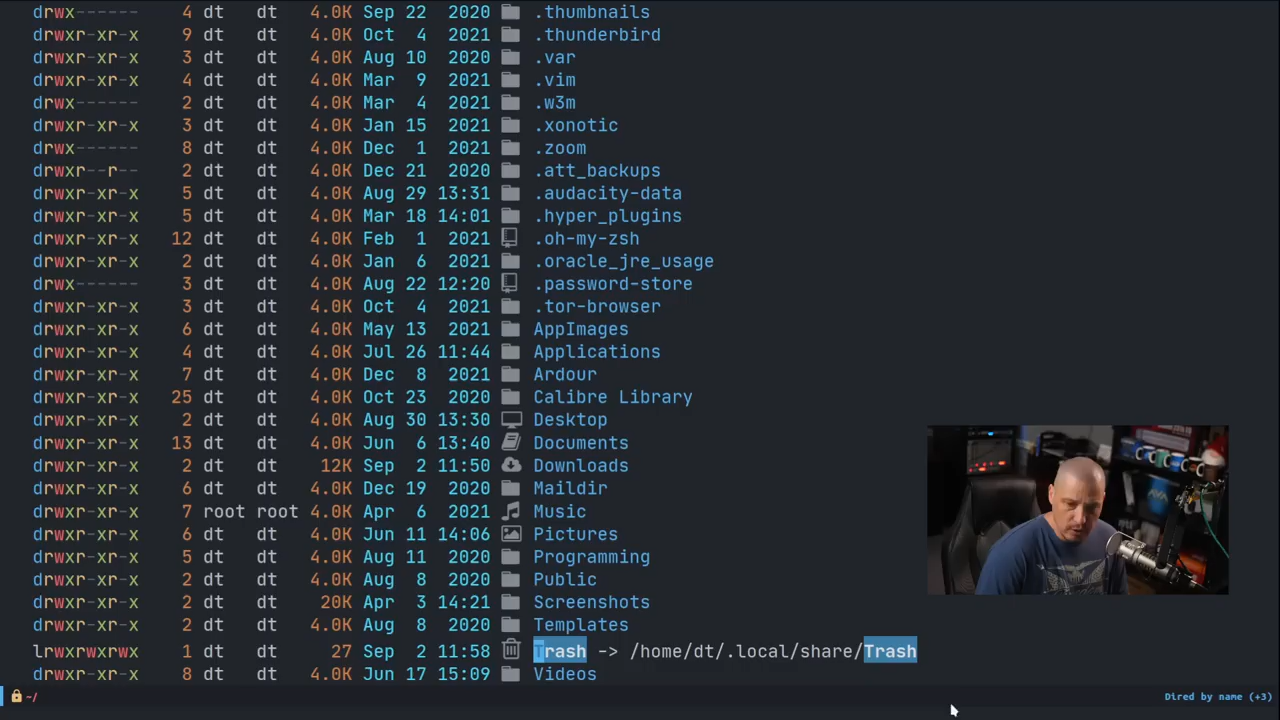 drwx------ 4 dt dt 4.0K Sep 22 2020 .thumbnails
drwxr-xr-x 9 dt dt 4.0K Oct 4 2021 .thunderbird
drwxr-xr-x 3 dt dt 4.0K Aug 10 2020 .var
drwxr-xr-x 4 dt dt 4.0K Mar 9 2021 .vim
drwx------ 2 dt dt 4.0K Mar 4 2021 .w3m
drwxr-xr-x 3 dt dt 4.0K Jan 15 2021 .xonotic
drwx------ 8 dt dt 4.0K Dec 1 2021 .zoom
drwxr--r-- 2 dt dt 4.0K Dec 21 2020 .att_backups
drwxr-xr-x 5 dt dt 4.0K Aug 29 13:31 .audacity-data
drwxr-xr-x 5 dt dt 4.0K Mar 18 14:01 .hyper_plugins
drwxr-xr-x 12 dt dt 4.0K Feb 1 2021 .oh-my-zsh
drwxr-xr-x 2 dt dt 4.0K Jan 6 2021 .oracle_jre_usage
drwx------ 3 dt dt 4.0K Aug 22 12:20 .password-store
drwxr-xr-x 3 dt dt 4.0K Oct 4 2021 .tor-browser
drwxr-xr-x 6 dt dt 4.0K May 13 2021 AppImages
drwxr-xr-x 4 dt dt 4.0K Jul 26 11:44 Applications
drwxr-xr-x 7 dt dt 4.0K Dec 8 2021 Ardour
drwxr-xr-x 25 dt dt 4.0K Oct 23 2020 Calibre Library
drwxr-xr-x 2 dt dt 4.0K Aug 30 13:30 Desktop
drwxr-xr-x 13 dt dt 4.0K Jun 6 13:40 Documents
drwxr-xr-x 2 dt dt 12K Sep 2 11:50 Downloads
drwxr-xr-x 6 dt dt 4.0K Dec 19 2020 Maildir
drwxr-xr-x 7 root root 4.0K Apr 6 2021 Music
drwxr-xr-x 6 dt dt 4.0K Jun 11 14:06 Pictures
drwxr-xr-x 5 dt dt 4.0K Aug 11 2020 Programming
drwxr-xr-x 2 dt dt 4.0K Aug 8 2020 Public
drwxr-xr-x 2 dt dt 20K Apr 3 14:21 Screenshots
drwxr-xr-x 2 dt dt 4.0K Aug 8 2020 Templates
lrwxrwxrwx 1 dt dt 27 Sep 2 11:58 Trash -> /home/dt/.local/share/Trash
drwxr-xr-x 6 dt dt 4.0K Jun 17 15:09 Videos
~/ Dired by name (+3)